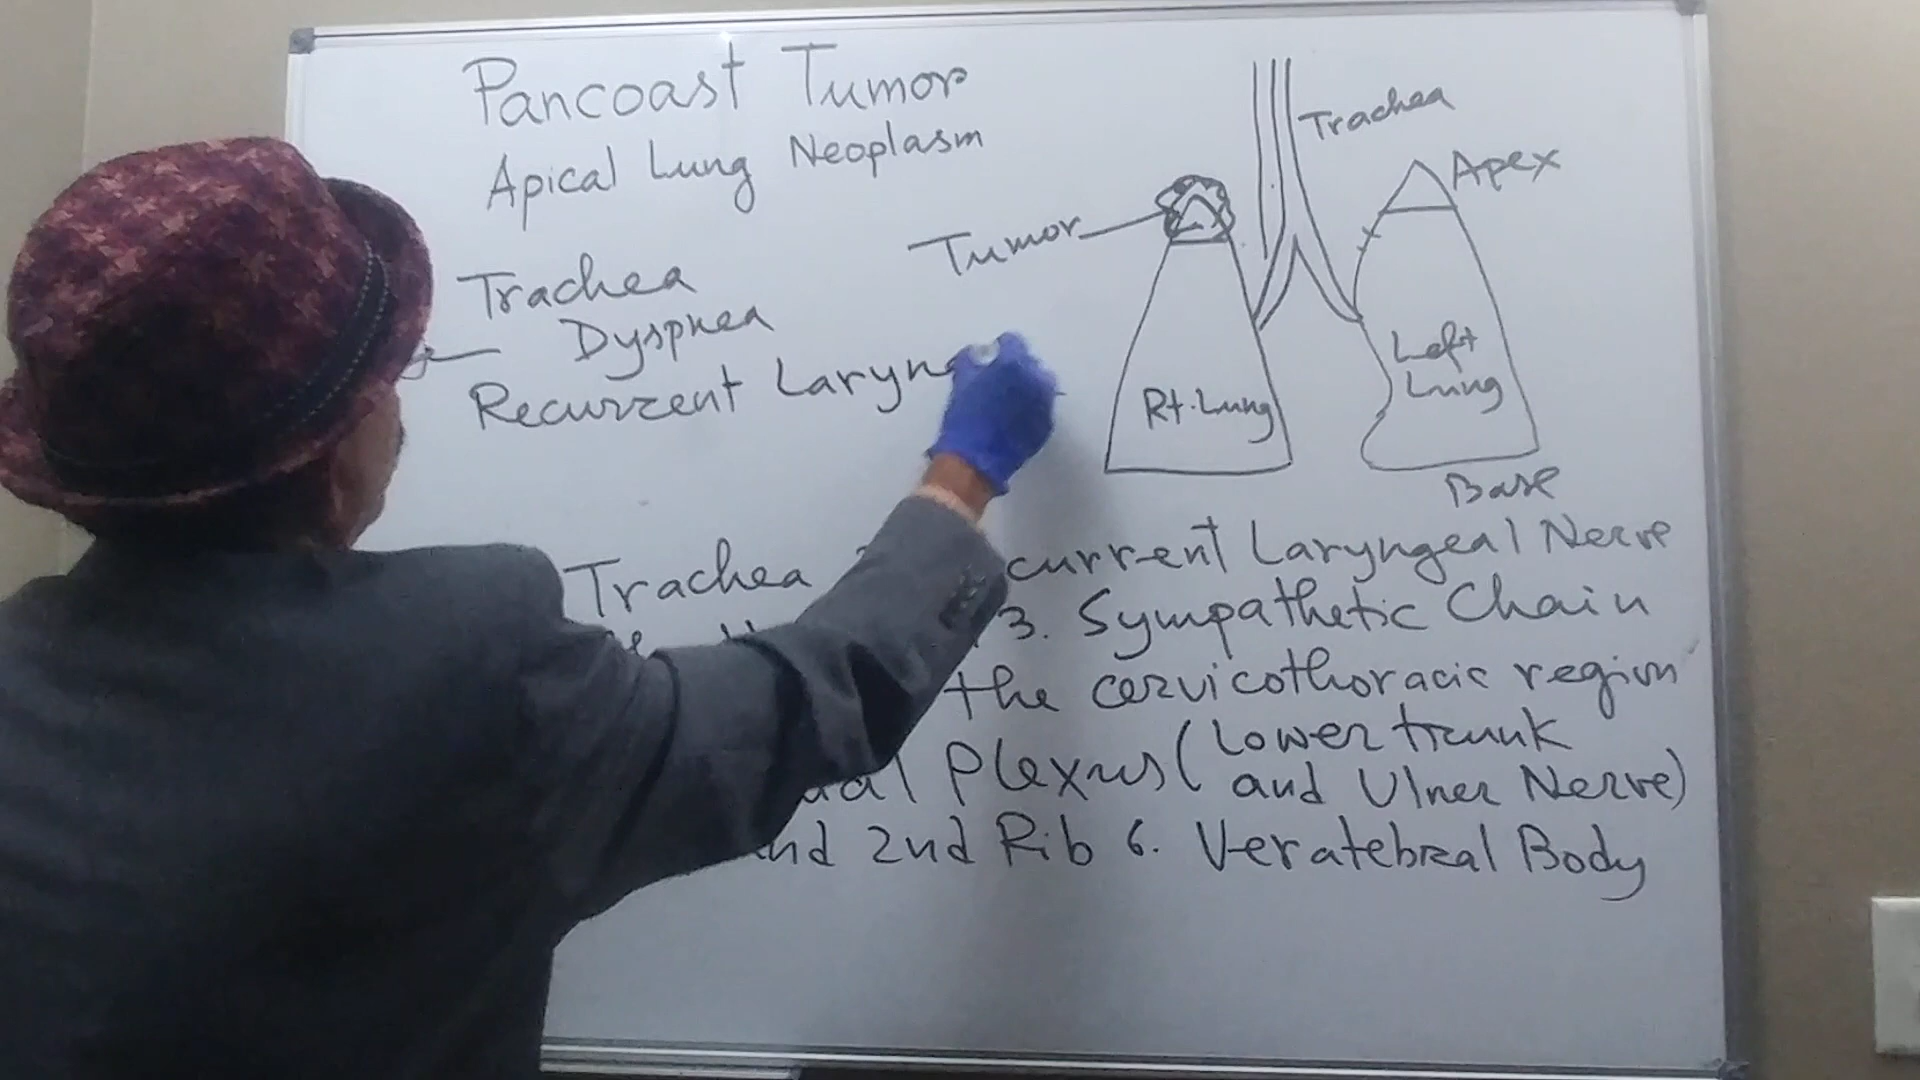 Pancoast Tumor
Apical Lung Neoplasm
Trachea
Dyspnea
Recurrent Laryn
Trachea
Apex
Tumor
Rt. Lung
Left
Lung
Base
Trachea current Laryngeal Nerve
3. Sympathetic Chain
the cervicothoracic region
Plexus (Lower trunk
and Ulner Nerve)
2nd Rib 6. Veratebral Body